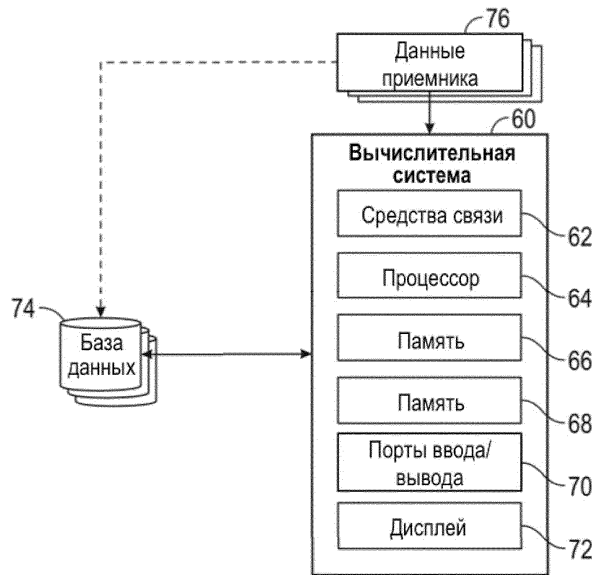 76
Данные
приемника
60
Вычислительная
система
Средства связи
62
Процессор
64
74
База
данных
Память
66
Память
68
Порты ввода/
вывода
70
Дисплей
72